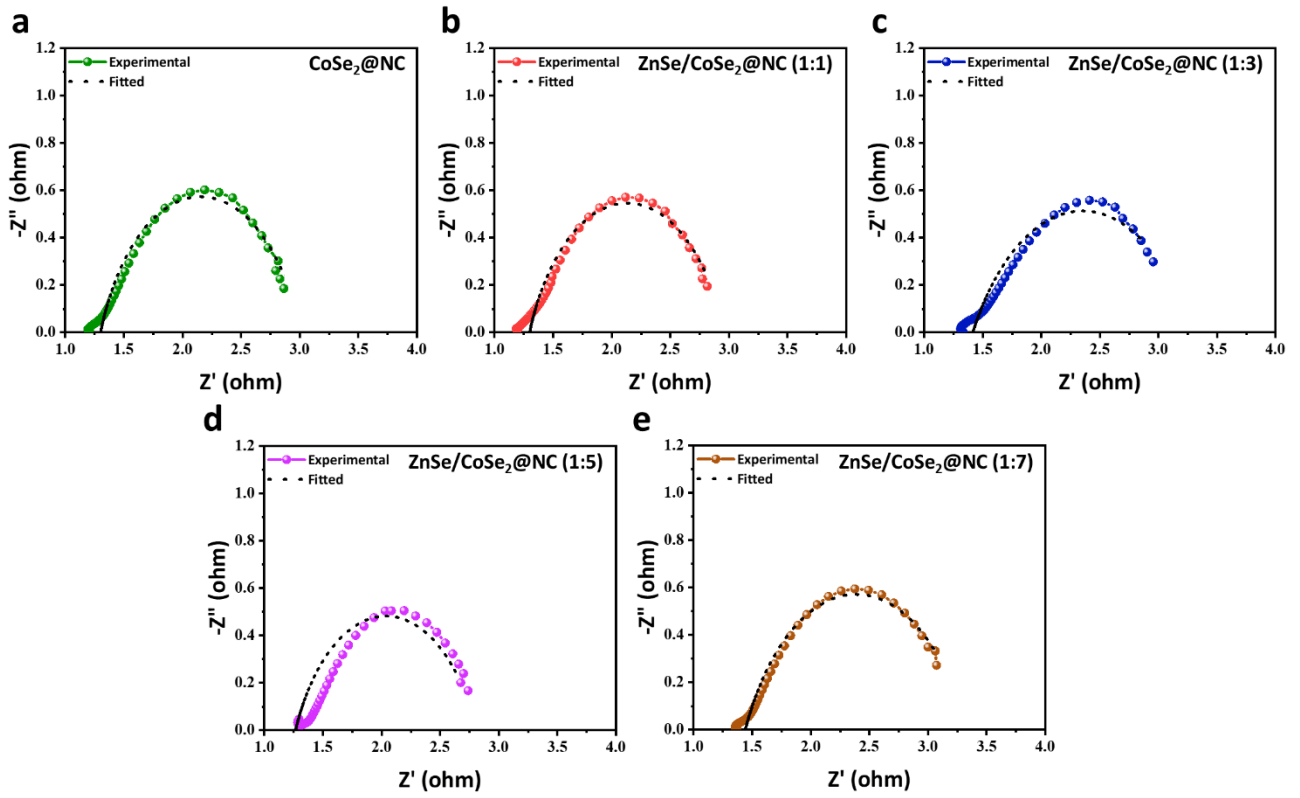 a
1.2
1.0
0.8
0.6
0.4
0.2
0.0
-Z" (ohm)
Experimental
Fitted
CoSe₂@NC
1.0 1.5 2.0 2.5 3.0 3.5 4.0
Z' (ohm)
b
1.2
1.0
0.8
0.6
0.4
0.2
0.0
-Z" (ohm)
Experimental
Fitted
ZnSe/CoSe₂@NC (1:1)
1.0 1.5 2.0 2.5 3.0 3.5 4.0
Z' (ohm)
c
1.2
1.0
0.8
0.6
0.4
0.2
0.0
-Z" (ohm)
Experimental
Fitted
ZnSe/CoSe₂@NC (1:3)
1.0 1.5 2.0 2.5 3.0 3.5 4.0
Z' (ohm)
d
1.2
1.0
0.8
0.6
0.4
0.2
0.0
-Z" (ohm)
Experimental
Fitted
ZnSe/CoSe₂@NC (1:5)
1.0 1.5 2.0 2.5 3.0 3.5 4.0
Z' (ohm)
e
1.2
1.0
0.8
0.6
0.4
0.2
0.0
-Z" (ohm)
Experimental
Fitted
ZnSe/CoSe₂@NC (1:7)
1.0 1.5 2.0 2.5 3.0 3.5 4.0
Z' (ohm)